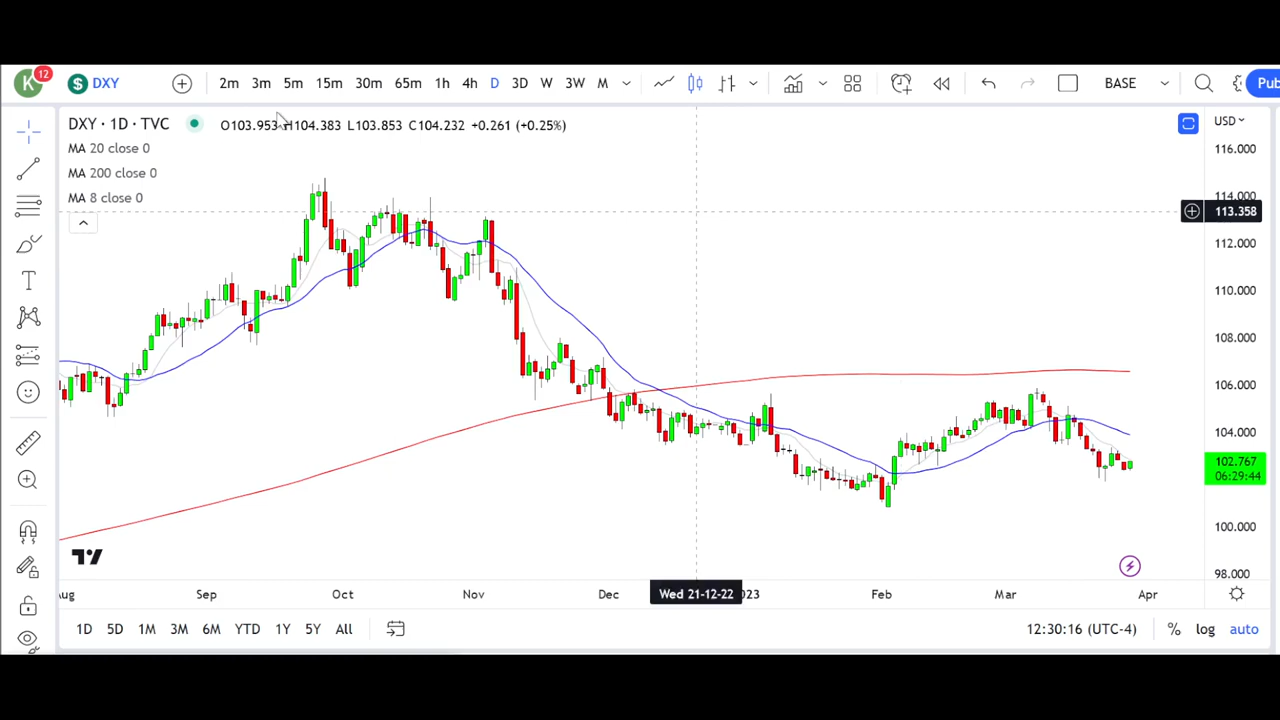 K 12 $ DXY 2m 3m 5m 15m 30m 65m 1h 4h D 3D W 3W M BASE Pub
DXY · 1D · TVC O103.953 H104.383 L103.853 C104.232 +0.261 (+0.25%) USD
MA 20 close 0
MA 200 close 0
MA 8 close 0
116.000
114.000
113.358
112.000
110.000
108.000
106.000
104.000
102.767
06:29:44
100.000
98.000
Aug Sep Oct Nov Dec Wed 21-12-22 Feb Mar Apr
1D 5D 1M 3M 6M YTD 1Y 5Y All 12:30:16 (UTC-4) % log auto